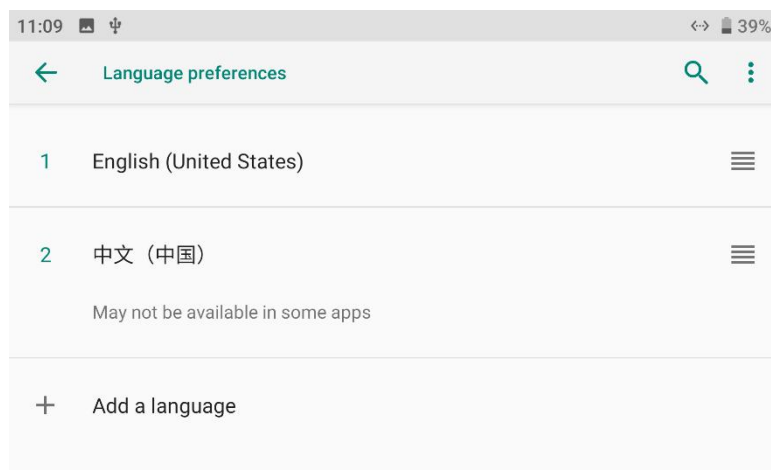 11:09 39%
Language preferences
1 English (United States)
2 中文（中国）
May not be available in some apps
Add a language